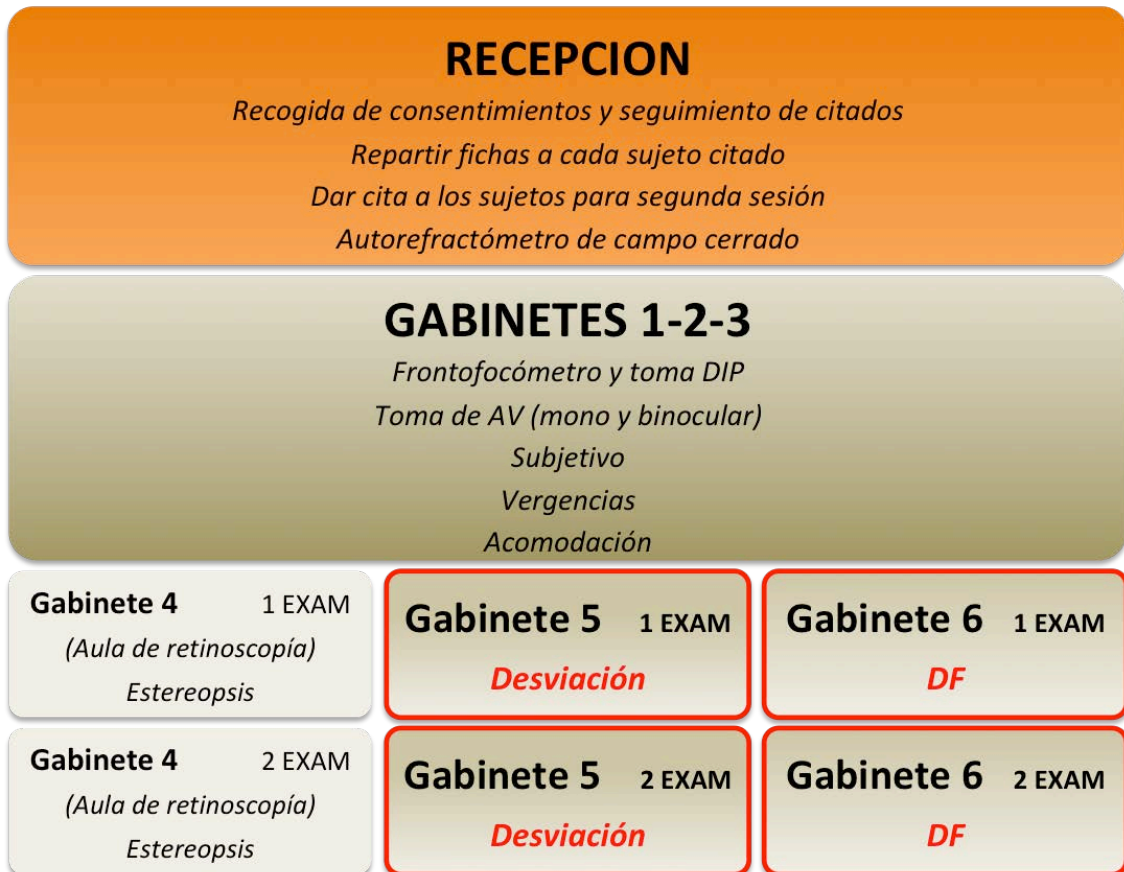 RECEPCION
Recogida de consentimientos y seguimiento de citados
Repartir fichas a cada sujeto citado
Dar cita a los sujetos para segunda sesión
Autorefractómetro de campo cerrado
GABINETES 1-2-3
Frontofocómetro y toma DIP
Toma de AV (mono y binocular)
Subjetivo
Vergencias
Acomodación
Gabinete 4 1 EXAM
(Aula de retinoscopía)
Estereopsis
Gabinete 5 1 EXAM
Desviación
Gabinete 6 1 EXAM
DF
Gabinete 4 2 EXAM
(Aula de retinoscopía)
Estereopsis
Gabinete 5 2 EXAM
Desviación
Gabinete 6 2 EXAM
DF